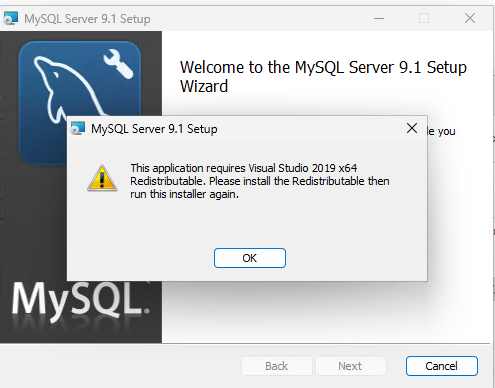 MySQL Server 9.1 Setup
Welcome to the MySQL Server 9.1 Setup
Wizard
MySQL Server 9.1 Setup
le you
This application requires Visual Studio 2019 x64
Redistributable. Please install the Redistributable then
run this installer again.
OK
MySQL®
Back
Next
Cancel